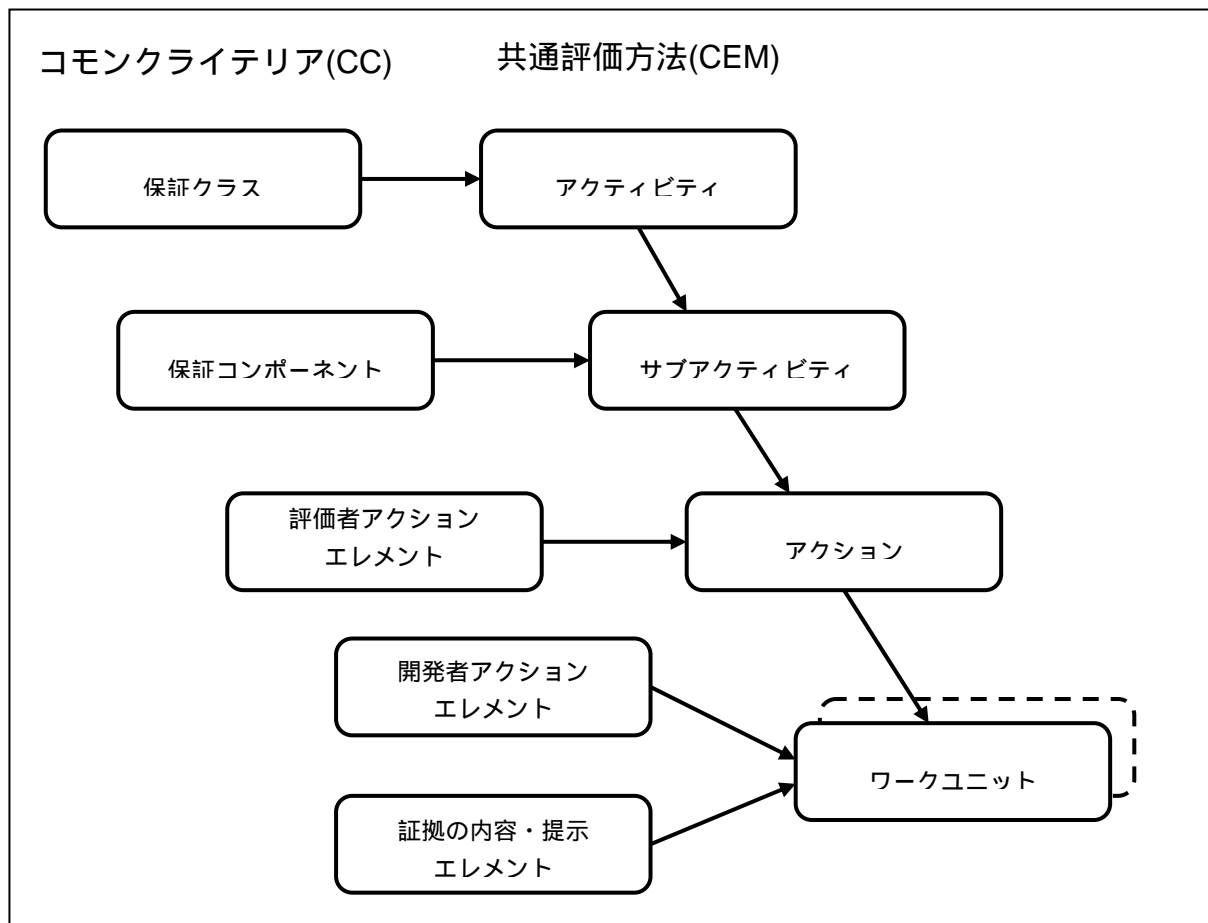 コモンクライテリア(CC)
共通評価方法(CEM)
保証クラス
アクティビティ
保証コンポーネント
サブアクティビティ
評価者アクション
エレメント
アクション
開発者アクション
エレメント
ワークユニット
証拠の内容・提示
エレメント